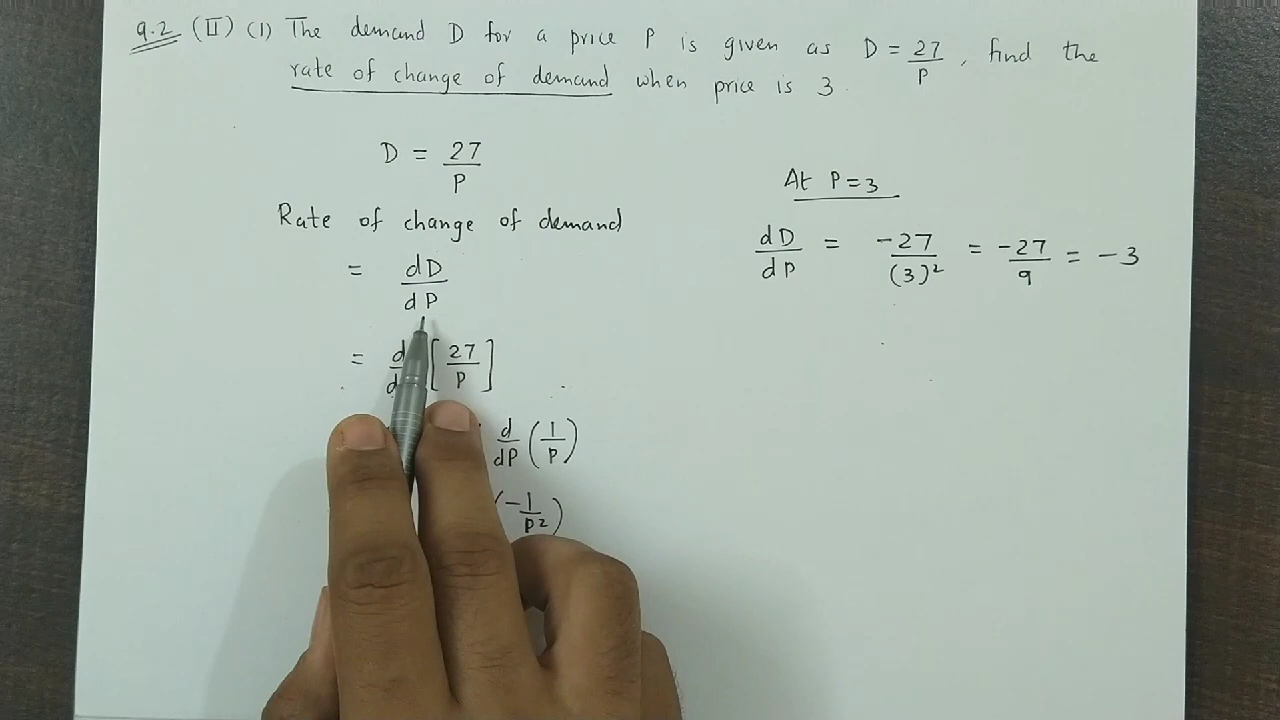 9.2 (II) (1) The demand D for a price P is given as D = 27/P, find the
rate of change of demand when price is 3.
D = 27/P
Rate of change of demand
= dD/dP
= d [27/P]
d/dP (1/P)
(-1/P²)
At P=3
dD/dP = -27/(3)² = -27/9 = -3